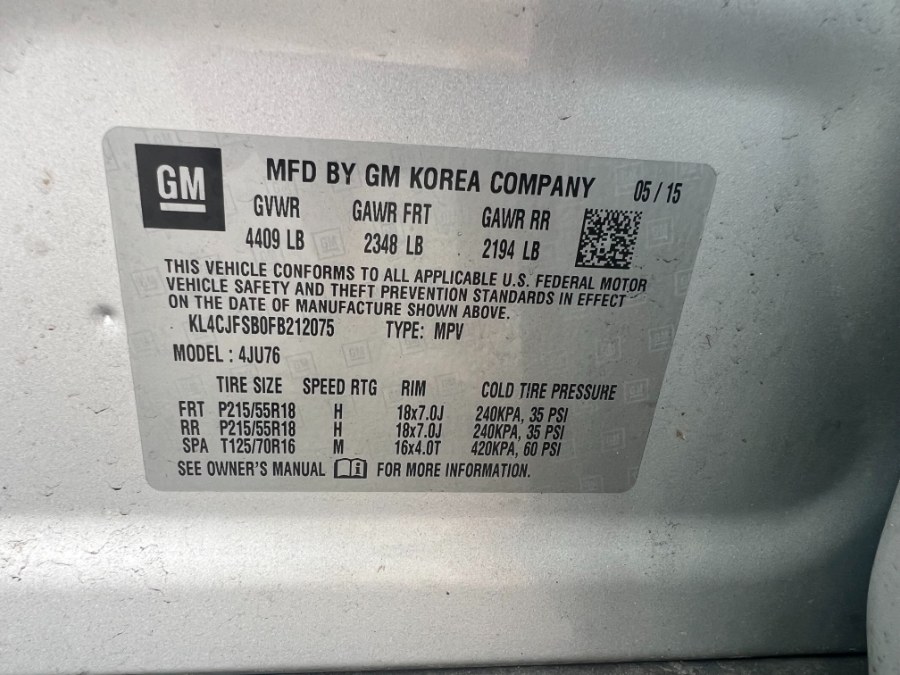 GM
MFD BY GM KOREA COMPANY 05 / 15
GVWR GAWR FRT GAWR RR
4409 LB 2348 LB 2194 LB
THIS VEHICLE CONFORMS TO ALL APPLICABLE U.S. FEDERAL MOTOR
VEHICLE SAFETY AND THEFT PREVENTION STANDARDS IN EFFECT
ON THE DATE OF MANUFACTURE SHOWN ABOVE.
KL4CJFSB0FB212075 TYPE: MPV
MODEL : 4JU76
TIRE SIZE SPEED RTG RIM COLD TIRE PRESSURE
FRT P215/55R18 H 18x7.0J 240KPA, 35 PSI
RR P215/55R18 H 18x7.0J 240KPA, 35 PSI
SPA T125/70R16 M 16x4.0T 420KPA, 60 PSI
SEE OWNER'S MANUAL FOR MORE INFORMATION.